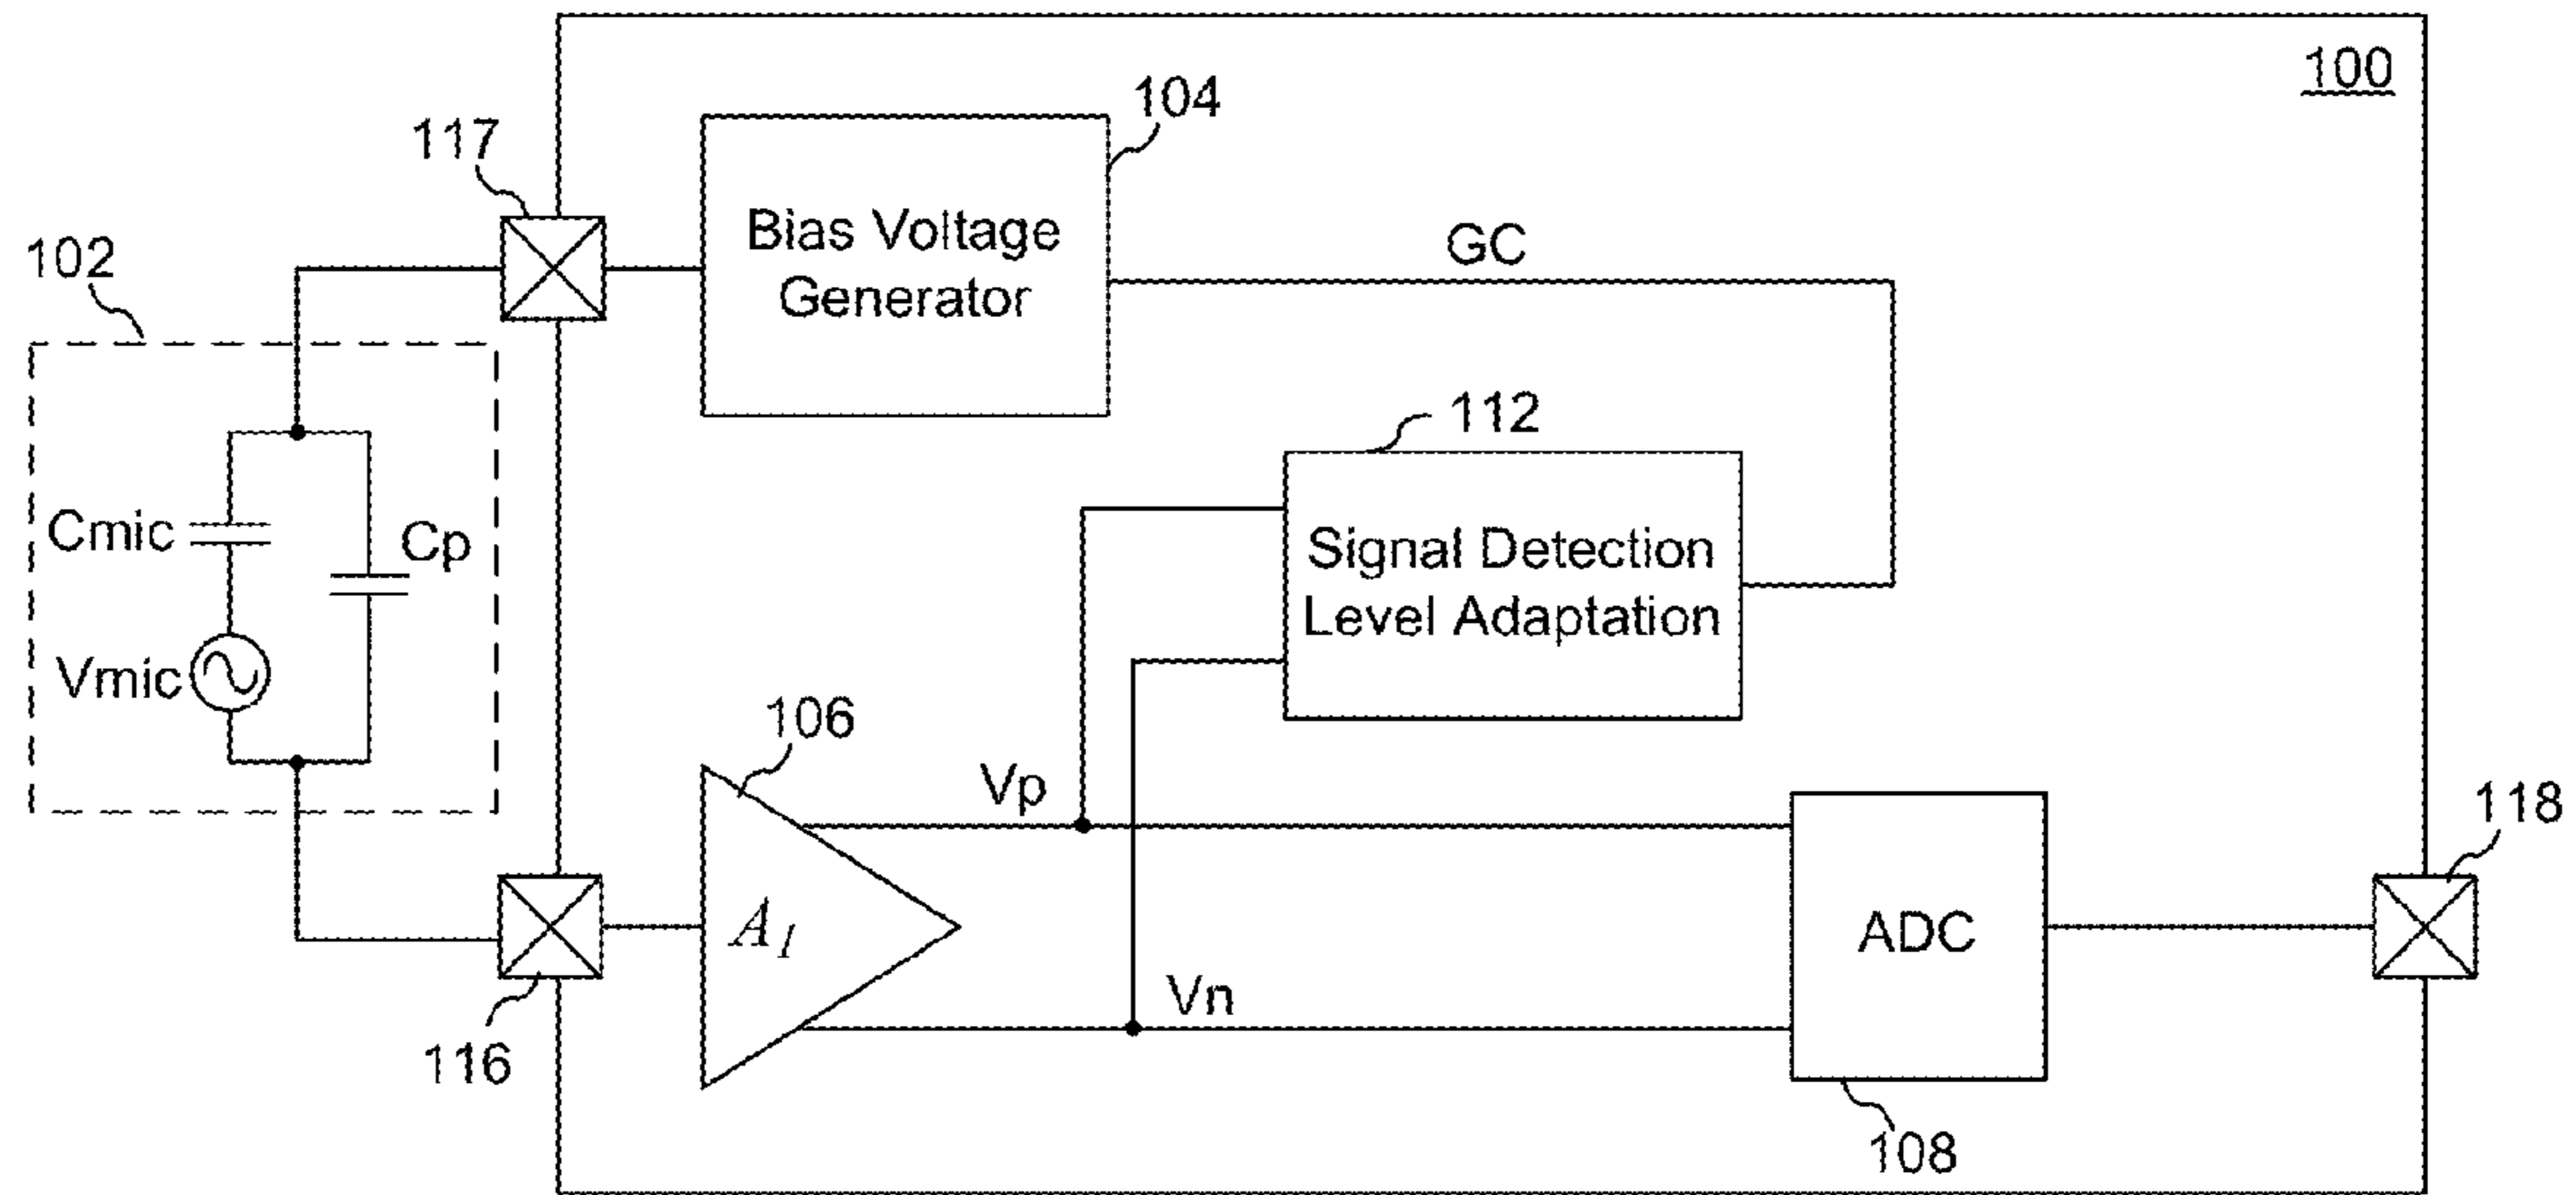 100
104
117
Bias Voltage
Generator
GC
102
112
Cmic
Cp
Signal Detection
Level Adaptation
Vmic
106
Vp
118
A1
ADC
Vn
116
108